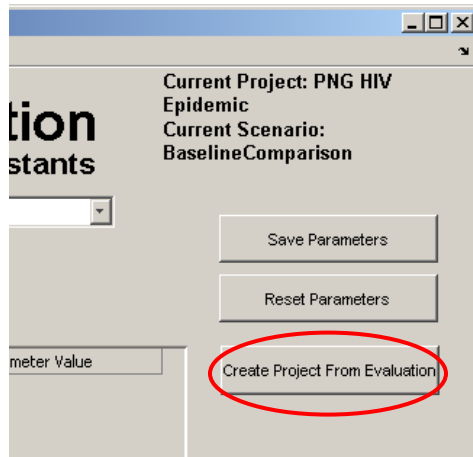 Current Project: PNG HIV
Epidemic
Current Scenario:
BaselineComparison
tion
stants
Save Parameters
Reset Parameters
meter Value
Create Project From Evaluation